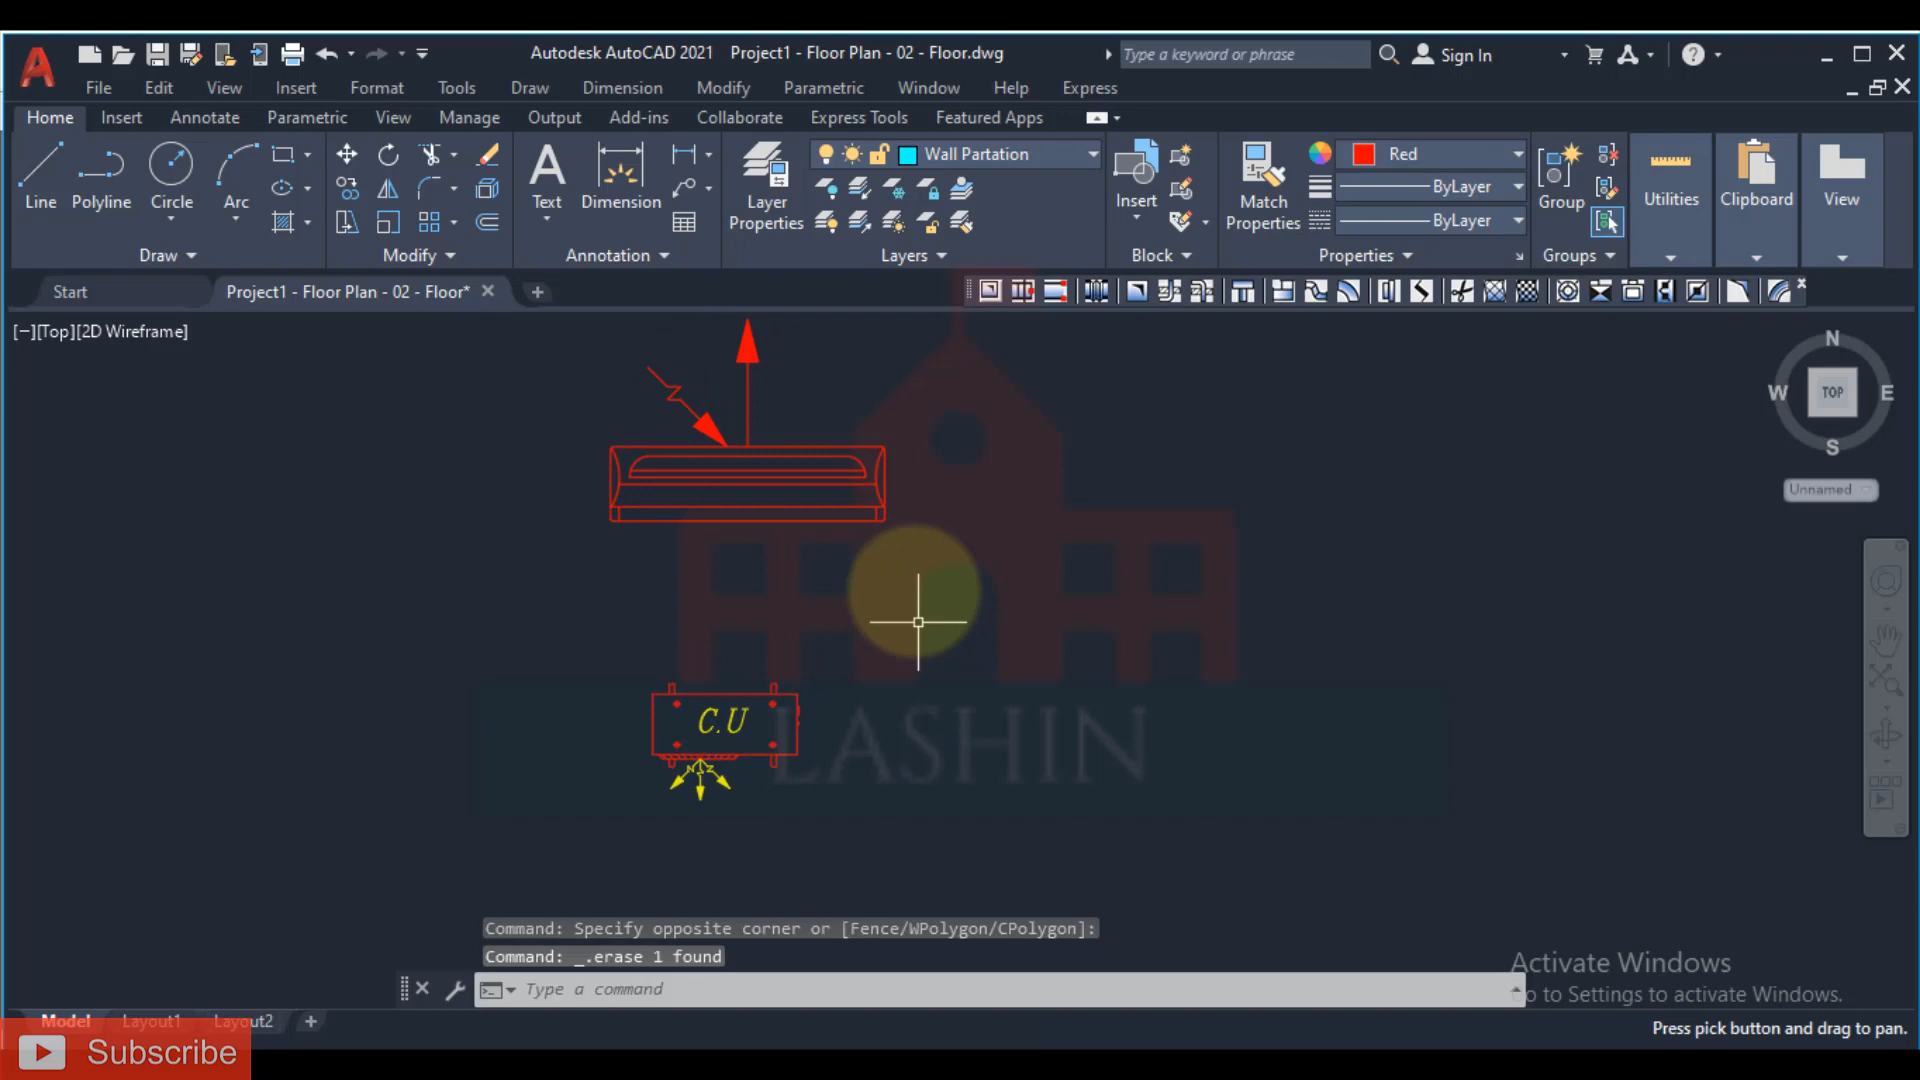 Autodesk AutoCAD 2021 Project1 - Floor Plan - 02 - Floor.dwg
Type a keyword or phrase
Sign In
File Edit View Insert Format Tools Draw Dimension Modify Parametric Window Help Express
Home Insert Annotate Parametric View Manage Output Add-ins Collaborate Express Tools Featured Apps
Wall Partation
Red
Line Polyline Circle Arc
Text Dimension
Layer Properties
Insert
Match Properties
ByLayer
ByLayer
Group
Utilities
Clipboard
View
Draw Modify Annotation Layers Block Properties Groups
Start
Project1 - Floor Plan - 02 - Floor*
[−][Top][2D Wireframe]
N
W TOP E
S
Unnamed
C.U
LASHIN
Command: Specify opposite corner or [Fence/WPolygon/CPolygon]:
Command: _.erase 1 found
Type a command
Activate Windows
Go to Settings to activate Windows.
Model Layout1 Layout2
Press pick button and drag to pan.
Subscribe